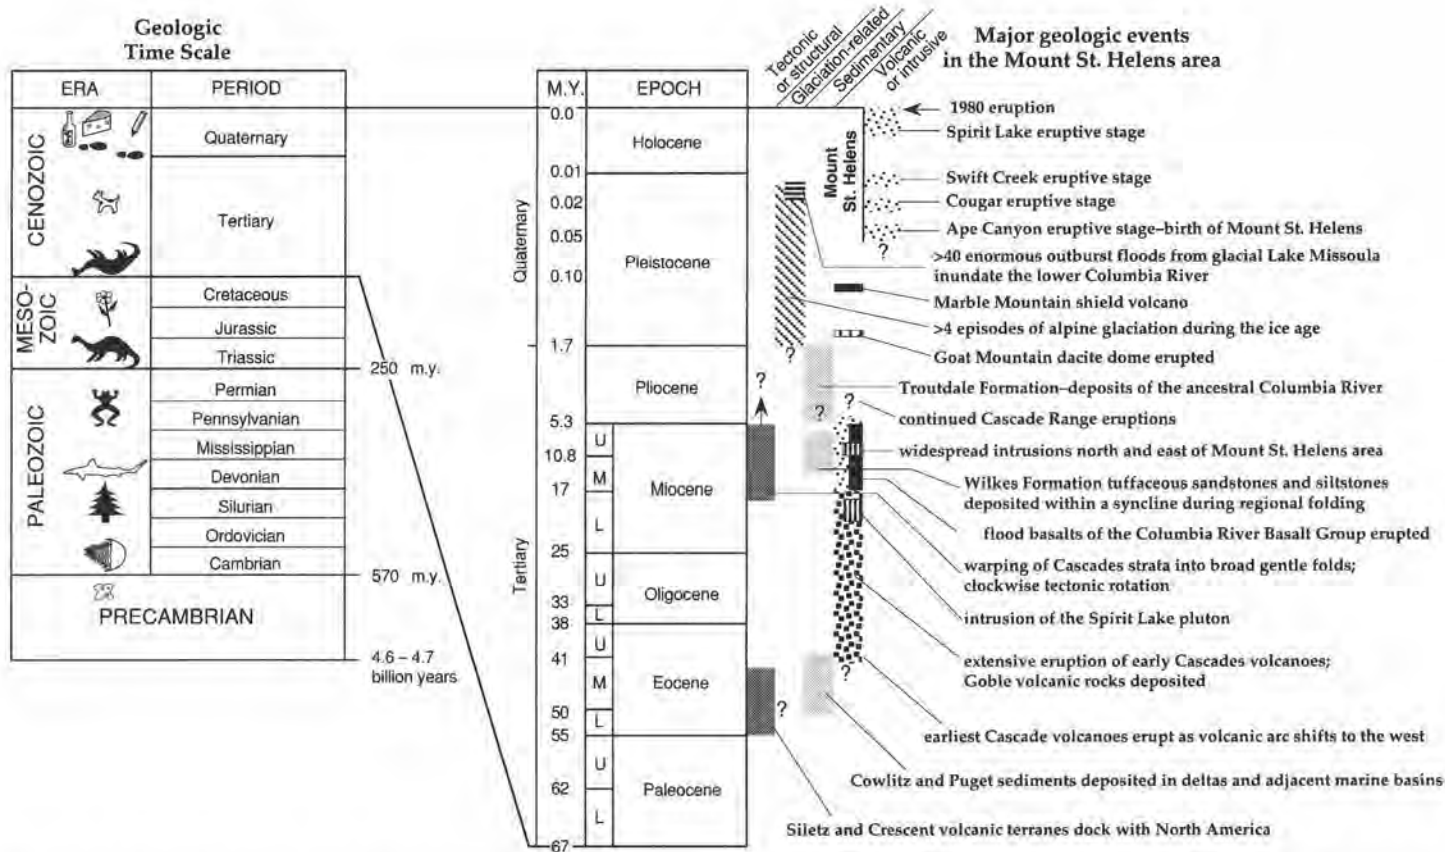 Geologic
Time Scale
ERA
PERIOD
CENOZOIC
Quaternary
Tertiary
MESO-
ZOIC
Cretaceous
Jurassic
Triassic
250 m.y.
PALEOZOIC
Permian
Pennsylvanian
Mississippian
Devonian
Silurian
Ordovician
Cambrian
570 m.y.
PRECAMBRIAN
4.6 – 4.7
billion years
M.Y.
EPOCH
Tectonic
or structural
Glaciation-related
Sedimentary
Volcanic
or intrusive
Quaternary
Tertiary
0.0
Holocene
0.01
0.02
0.05
Pleistocene
0.10
1.7
Pliocene
5.3
U
10.8
M
Miocene
17
L
25
U
Oligocene
33
L
38
U
41
M
Eocene
50
L
55
U
Paleocene
62
L
67
Mount
St. Helens
?
?
?
?
?
?
?
Major geologic events
in the Mount St. Helens area
1980 eruption
Spirit Lake eruptive stage
Swift Creek eruptive stage
Cougar eruptive stage
Ape Canyon eruptive stage–birth of Mount St. Helens
>40 enormous outburst floods from glacial Lake Missoula
inundate the lower Columbia River
Marble Mountain shield volcano
>4 episodes of alpine glaciation during the ice age
Goat Mountain dacite dome erupted
Troutdale Formation–deposits of the ancestral Columbia River
continued Cascade Range eruptions
widespread intrusions north and east of Mount St. Helens area
Wilkes Formation tuffaceous sandstones and siltstones
deposited within a syncline during regional folding
flood basalts of the Columbia River Basalt Group erupted
warping of Cascades strata into broad gentle folds;
clockwise tectonic rotation
intrusion of the Spirit Lake pluton
extensive eruption of early Cascades volcanoes;
Goble volcanic rocks deposited
earliest Cascade volcanoes erupt as volcanic arc shifts to the west
Cowlitz and Puget sediments deposited in deltas and adjacent marine basins
Siletz and Crescent volcanic terranes dock with North America